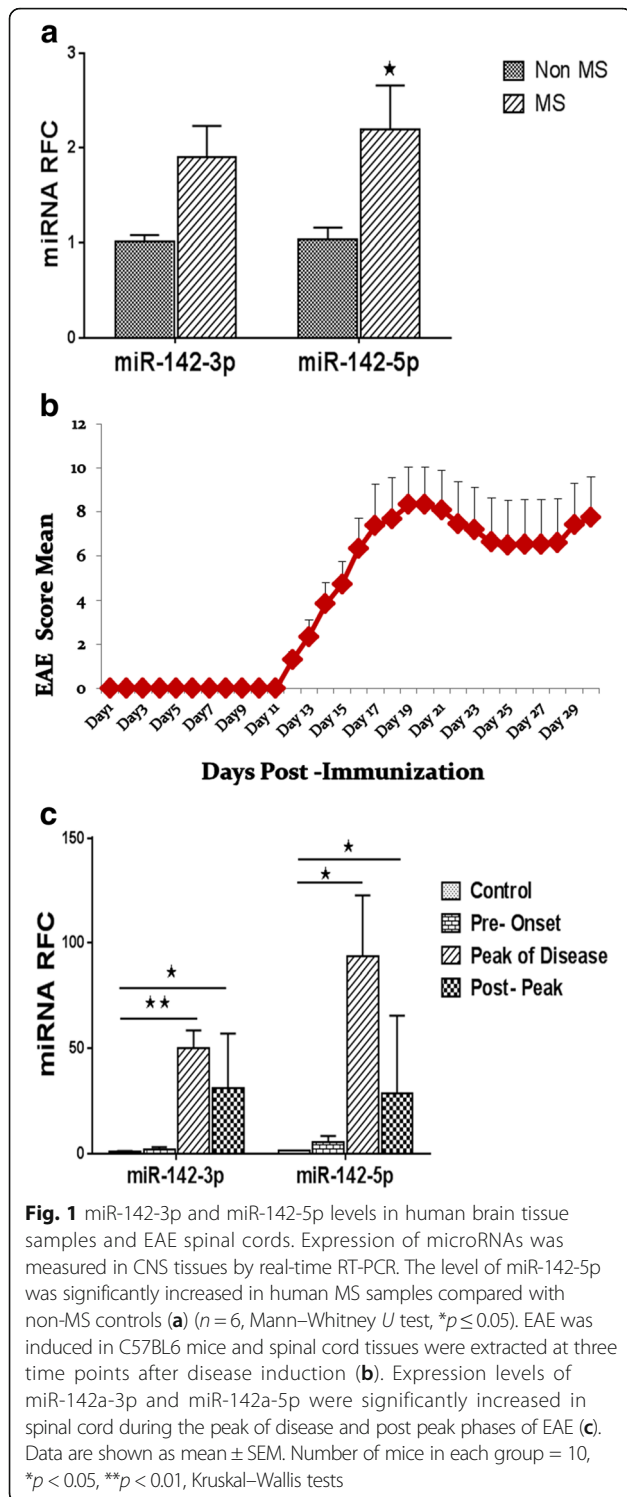 a
3
2
1
0
miRNA RFC
★
Non MS
MS
miR-142-3p
miR-142-5p
b
12
10
8
6
4
2
0
EAE Score Mean
Day1
Day3
Day5
Day7
Day9
Day 11
Day 13
Day 15
Day 17
Day 19
Day 21
Day 23
Day 25
Day 27
Day 29
Days Post -Immunization
c
150
100
50
0
miRNA RFC
★
★★
★
★
Control
Pre- Onset
Peak of Disease
Post- Peak
miR-142-3p
miR-142-5p
Fig. 1 miR-142-3p and miR-142-5p levels in human brain tissue
samples and EAE spinal cords. Expression of microRNAs was
measured in CNS tissues by real-time RT-PCR. The level of miR-142-5p
was significantly increased in human MS samples compared with
non-MS controls (a) (n = 6, Mann–Whitney U test, *p ≤ 0.05). EAE was
induced in C57BL6 mice and spinal cord tissues were extracted at three
time points after disease induction (b). Expression levels of
miR-142a-3p and miR-142a-5p were significantly increased in
spinal cord during the peak of disease and post peak phases of EAE (c).
Data are shown as mean ± SEM. Number of mice in each group = 10,
*p < 0.05, **p < 0.01, Kruskal–Wallis tests